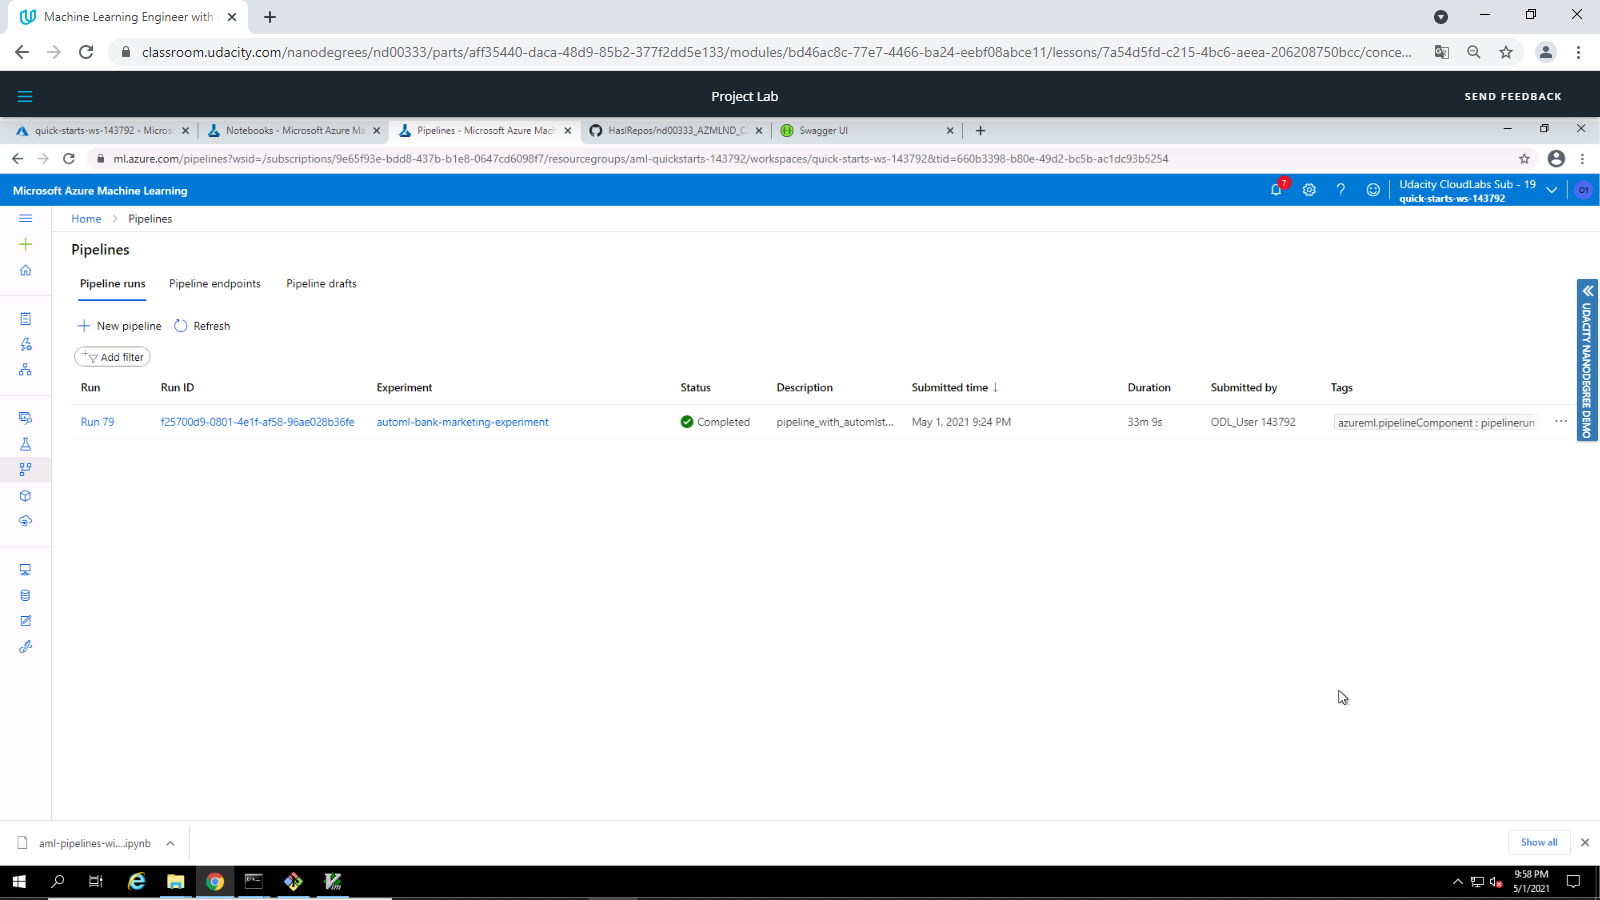 Machine Learning Engineer with
classroom.udacity.com/nanodegrees/nd00333/parts/aff35440-daca-48d9-85b2-377f2dd5e133/modules/bd46ac8c-77e7-4466-ba24-eebf08abce11/lessons/7a54d5fd-c215-4bc6-aeea-206208750bcc/conce...
Project Lab
SEND FEEDBACK
quick-starts-ws-143792 - Micros
Notebooks - Microsoft Azure Ma
Pipelines - Microsoft Azure Mach
HaslRepos/nd00333_AZMLND_C
Swagger UI
ml.azure.com/pipelines?wsid=/subscriptions/9e65f93e-bdd8-437b-b1e8-0647cd6098f7/resourcegroups/aml-quickstarts-143792/workspaces/quick-starts-ws-143792&tid=660b3398-b80e-49d2-bc5b-ac1dc93b5254
Microsoft Azure Machine Learning
7
Udacity CloudLabs Sub - 19
quick-starts-ws-143792
O1
Home > Pipelines
Pipelines
Pipeline runs
Pipeline endpoints
Pipeline drafts
New pipeline
Refresh
Add filter
Run
Run ID
Experiment
Status
Description
Submitted time ↓
Duration
Submitted by
Tags
Run 79
f25700d9-0801-4e1f-af58-96ae028b36fe
automl-bank-marketing-experiment
Completed
pipeline_with_automlst...
May 1, 2021 9:24 PM
33m 9s
ODL_User 143792
azureml.pipelineComponent : pipelinerun
UDACITY NANODEGREE DEMO
aml-pipelines-wi....ipynb
Show all
9:58 PM
5/1/2021